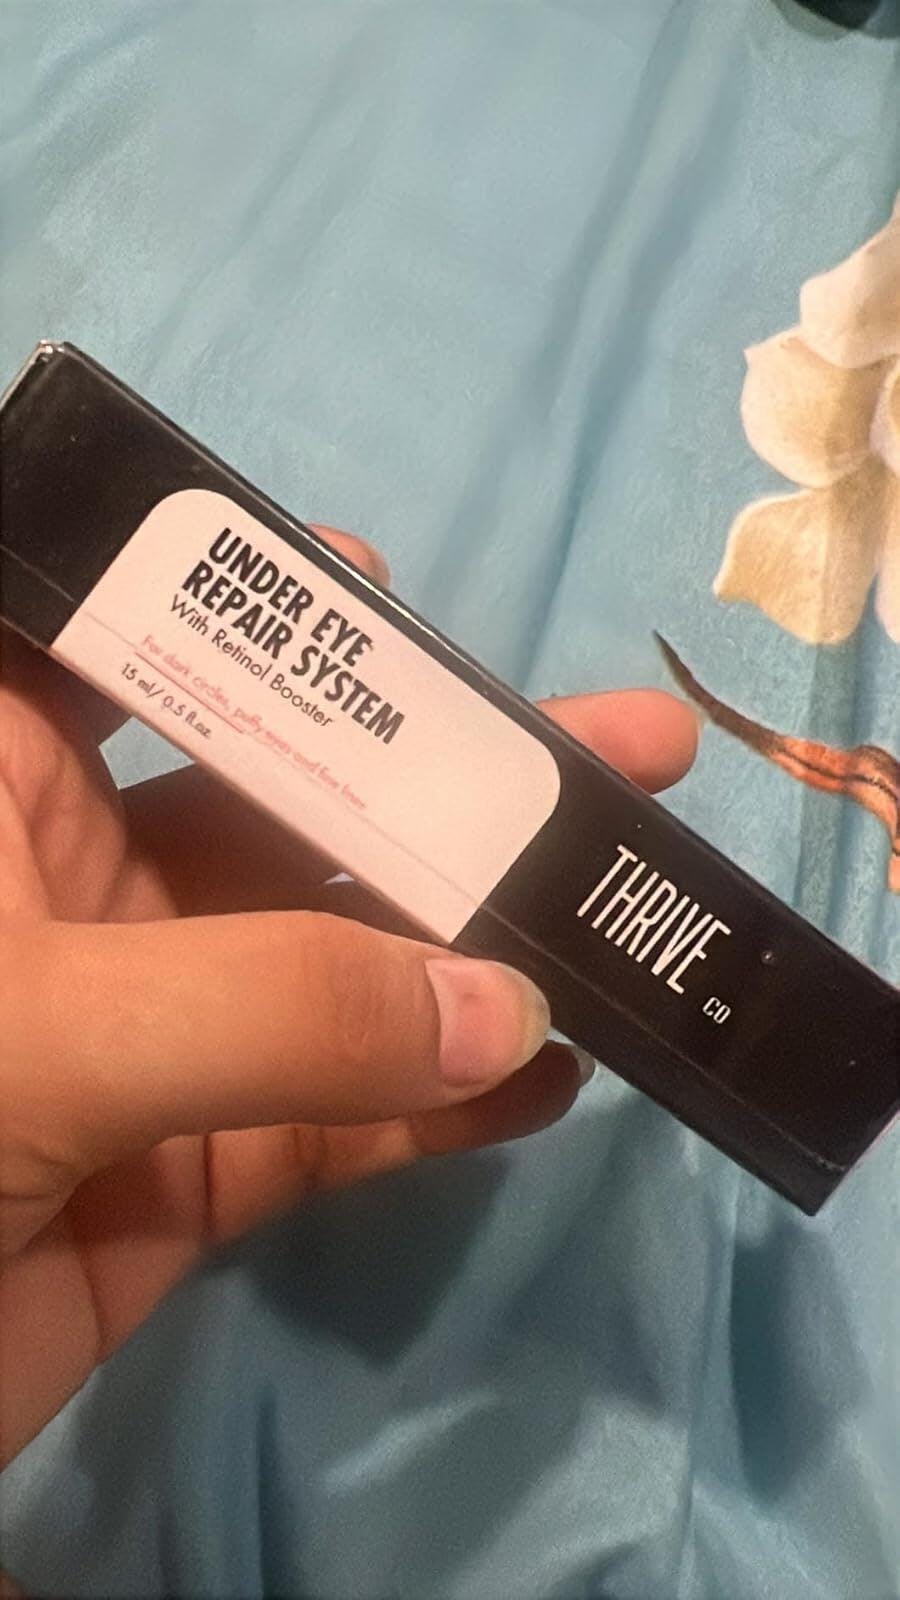 UNDER EYE
REPAIR SYSTEM
With Retinol Booster
For dark circles, puffy eyes and fine lines
15 ml/ 0.5 fl.oz
THRIVE
CO